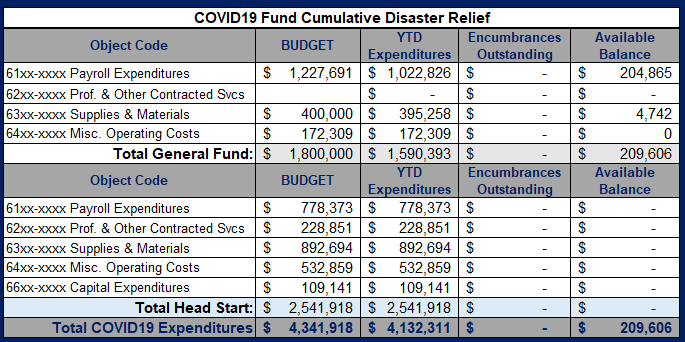 COVID19 Fund Cumulative Disaster Relief
Object Code BUDGET YTD Expenditures Encumbrances Outstanding Available Balance
61xx-xxxx Payroll Expenditures $ 1,227,691 $ 1,022,826 $ - $ 204,865
62xx-xxxx Prof. & Other Contracted Svcs $ - $ - $ -
63xx-xxxx Supplies & Materials $ 400,000 $ 395,258 $ - $ 4,742
64xx-xxxx Misc. Operating Costs $ 172,309 $ 172,309 $ - $ 0
Total General Fund: $ 1,800,000 $ 1,590,393 $ - $ 209,606
Object Code BUDGET YTD Expenditures Encumbrances Outstanding Available Balance
61xx-xxxx Payroll Expenditures $ 778,373 $ 778,373 $ - $ -
62xx-xxxx Prof. & Other Contracted Svcs $ 228,851 $ 228,851 $ - $ -
63xx-xxxx Supplies & Materials $ 892,694 $ 892,694 $ - $ -
64xx-xxxx Misc. Operating Costs $ 532,859 $ 532,859 $ - $ -
66xx-xxxx Capital Expenditures $ 109,141 $ 109,141 $ - $ -
Total Head Start: $ 2,541,918 $ 2,541,918 $ - $ -
Total COVID19 Expenditures $ 4,341,918 $ 4,132,311 $ - $ 209,606